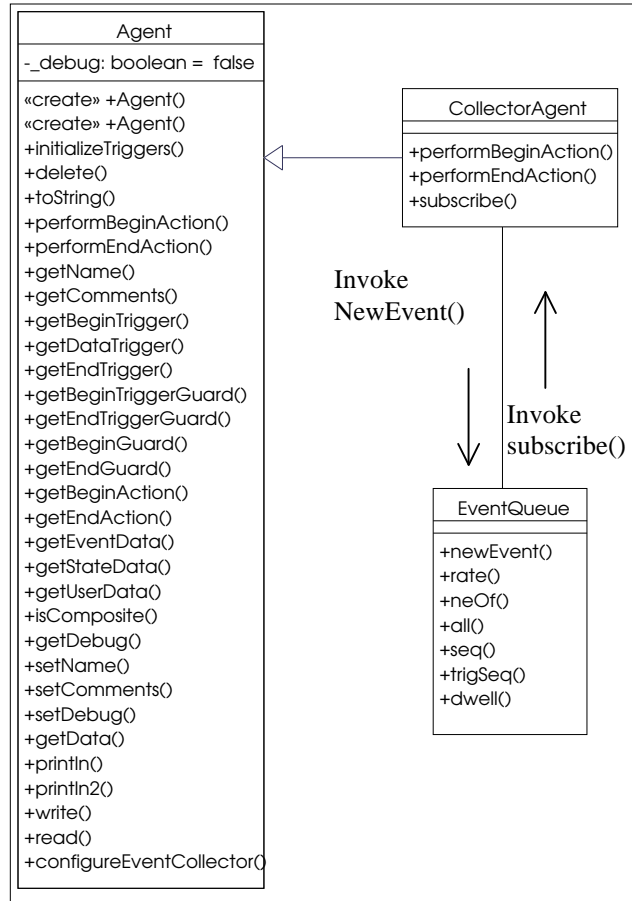 Agent
-_debug: boolean = false
«create» +Agent()
«create» +Agent()
+initializeTriggers()
+delete()
+toString()
+performBeginAction()
+performEndAction()
+getName()
+getComments()
+getBeginTrigger()
+getDataTrigger()
+getEndTrigger()
+getBeginTriggerGuard()
+getEndTriggerGuard()
+getBeginGuard()
+getEndGuard()
+getBeginAction()
+getEndAction()
+getEventData()
+getStateData()
+getUserData()
+isComposite()
+getDebug()
+setName()
+setComments()
+setDebug()
+getData()
+println()
+println2()
+write()
+read()
+configureEventCollector()
CollectorAgent
+performBeginAction()
+performEndAction()
+subscribe()
Invoke
NewEvent()
Invoke
subscribe()
EventQueue
+newEvent()
+rate()
+neOf()
+all()
+seq()
+trigSeq()
+dwell()